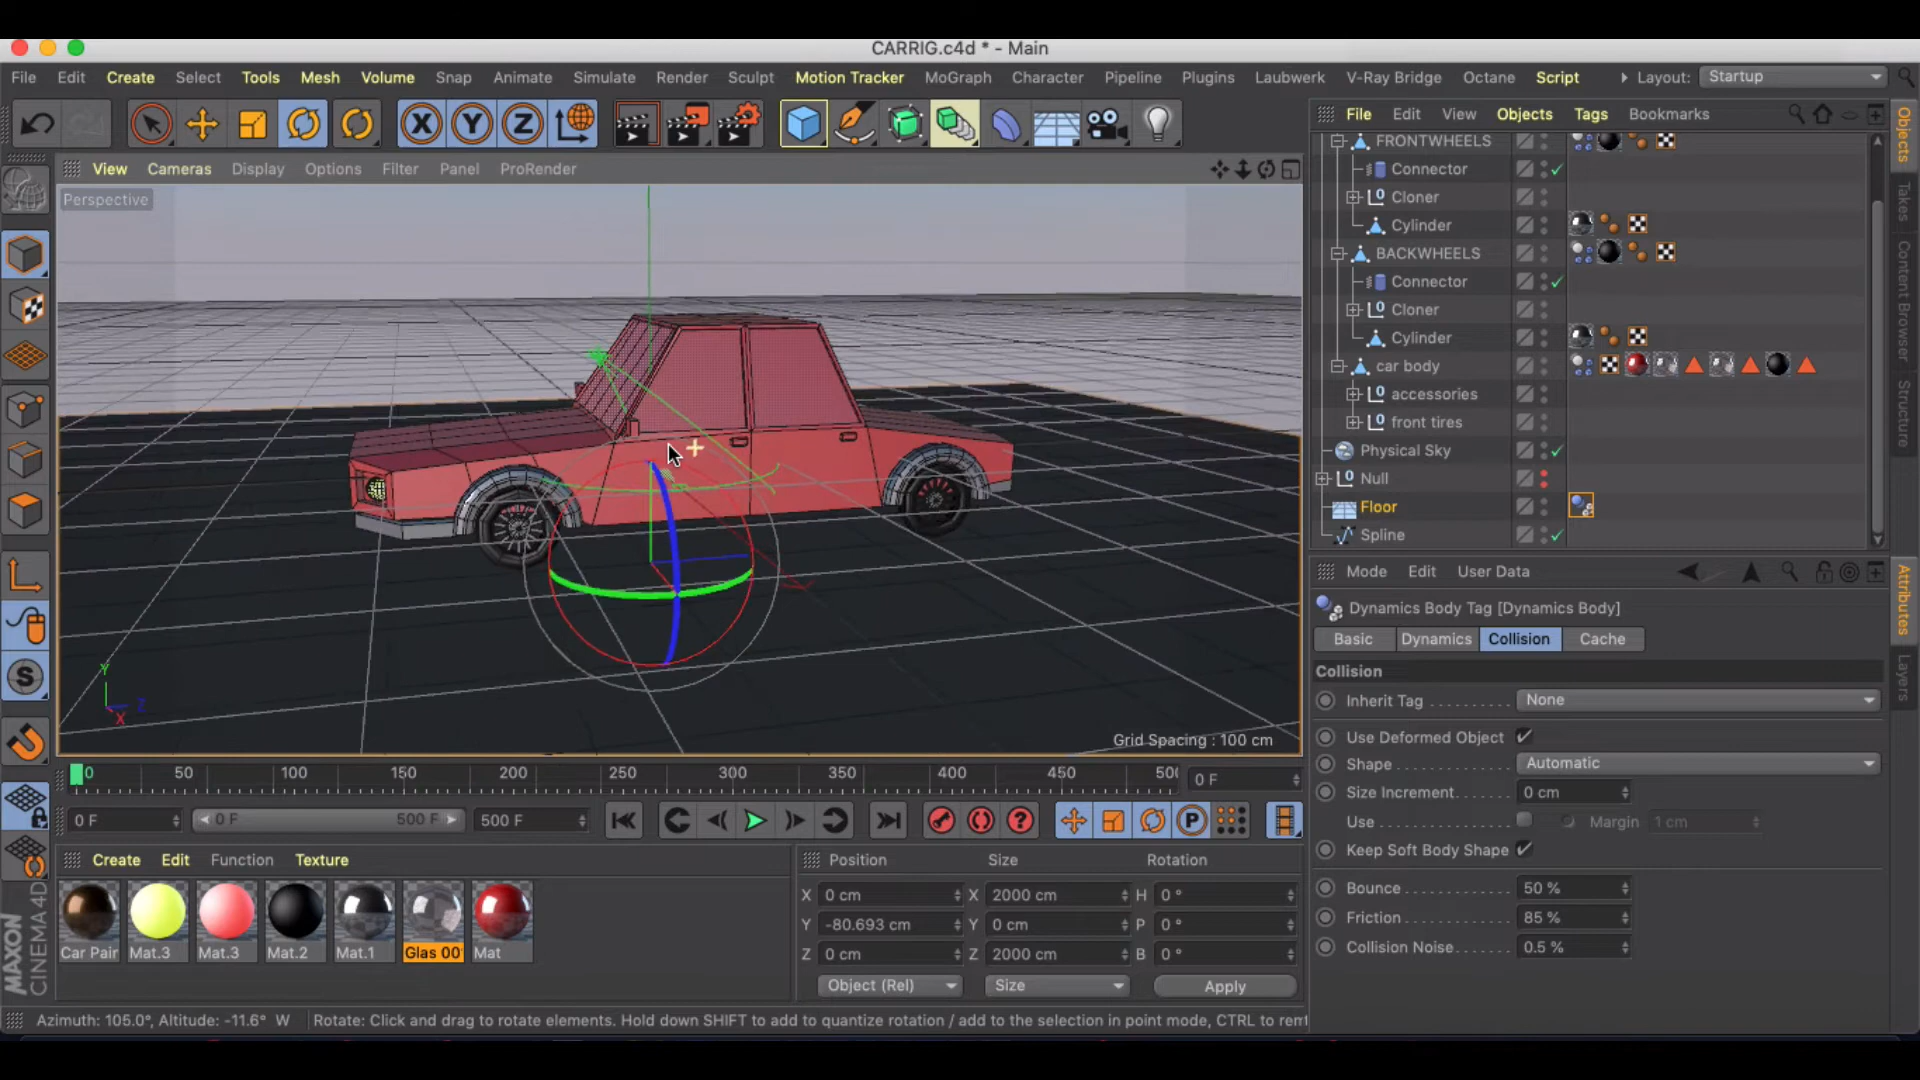 CARRIG.c4d * - Main
File Edit Create Select Tools Mesh Volume Snap Animate Simulate Render Sculpt Motion Tracker MoGraph Character Pipeline Plugins Laubwerk V-Ray Bridge Octane Script Layout: Startup
X Y Z
File Edit View Objects Tags Bookmarks
View Cameras Display Options Filter Panel ProRender
Perspective
FRONTWHEELS
Connector
Cloner
Cylinder
BACKWHEELS
Connector
Cloner
Cylinder
car body
accessories
front tires
Physical Sky
Null
Floor
Spline
Objects
Takes
Content Browser
Structure
Y
Z
X
Grid Spacing : 100 cm
Mode Edit User Data
Dynamics Body Tag [Dynamics Body]
Basic Dynamics Collision Cache
Collision
Inherit Tag . . . . . . . . . . None
Use Deformed Object
Shape . . . . . . . . . . . . . . Automatic
Size Increment . . . . . . 0 cm
Use . . . . . . . . . . . . . . . . Margin 1 cm
Keep Soft Body Shape
Bounce . . . . . . . . . . . . . 50 %
Friction . . . . . . . . . . . . . 85 %
Collision Noise . . . . . . 0.5 %
Attributes
Layers
0 50 100 150 200 250 300 350 400 450 500 0 F
0 F 0 F 500 F 500 F P
Create Edit Function Texture
Car Pair Mat.3 Mat.3 Mat.2 Mat.1 Glas 00 Mat
Position Size Rotation
X 0 cm X 2000 cm H 0 °
Y -80.693 cm Y 0 cm P 0 °
Z 0 cm Z 2000 cm B 0 °
Object (Rel) Size Apply
MAXON
CINEMA 4D
Azimuth: 105.0°, Altitude: -11.6° W Rotate: Click and drag to rotate elements. Hold down SHIFT to add to quantize rotation / add to the selection in point mode, CTRL to rem